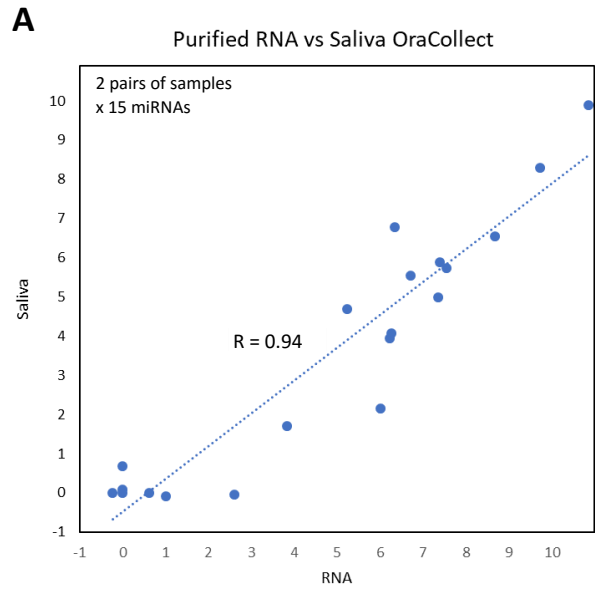 A
Purified RNA vs Saliva OraCollect
2 pairs of samples
x 15 miRNAs
10
9
8
7
6
5
4
3
2
1
0
-1
Saliva
R = 0.94
-1 0 1 2 3 4 5 6 7 8 9 10
RNA